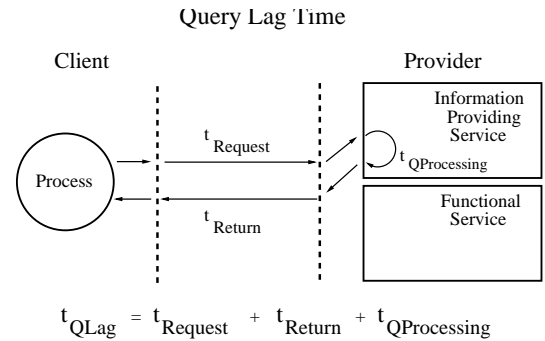 Query Lag Time
Client
Provider
Information
Providing
Service
t Request
t QProcessing
Process
t Return
Functional
Service
t QLag = t Request + t Return + t QProcessing